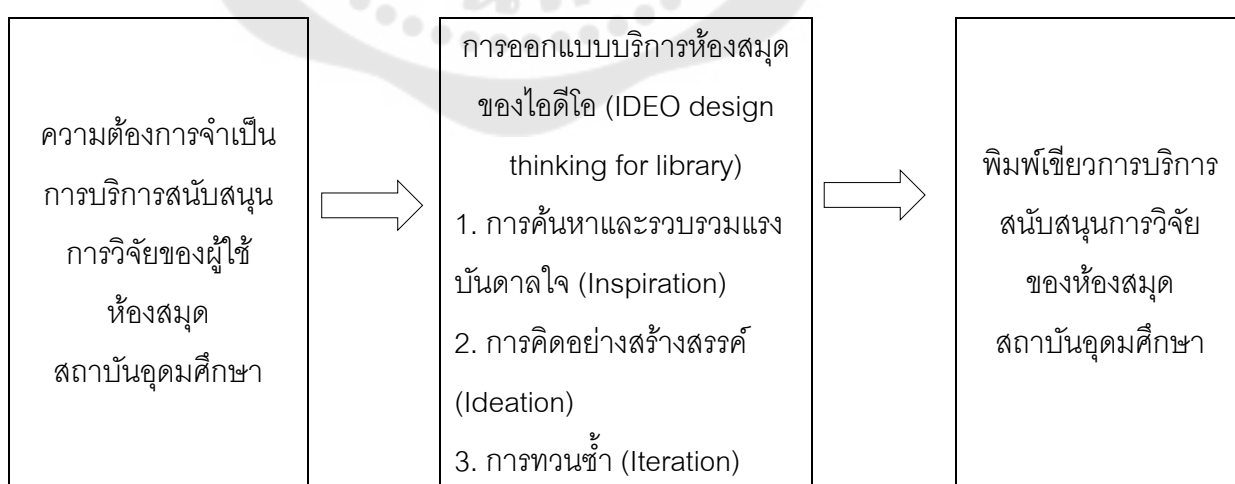 ความต้องการจำเป็น
การบริการสนับสนุน
การวิจัยของผู้ใช้
ห้องสมุด
สถาบันอุดมศึกษา
การออกแบบบริการห้องสมุด
ของไอดีโอ (IDEO design
thinking for library)
1. การค้นหาและรวบรวมแรง
บันดาลใจ (Inspiration)
2. การคิดอย่างสร้างสรรค์
(Ideation)
3. การทวนซ้ำ (Iteration)
พิมพ์เขียวการบริการ
สนับสนุนการวิจัย
ของห้องสมุด
สถาบันอุดมศึกษา